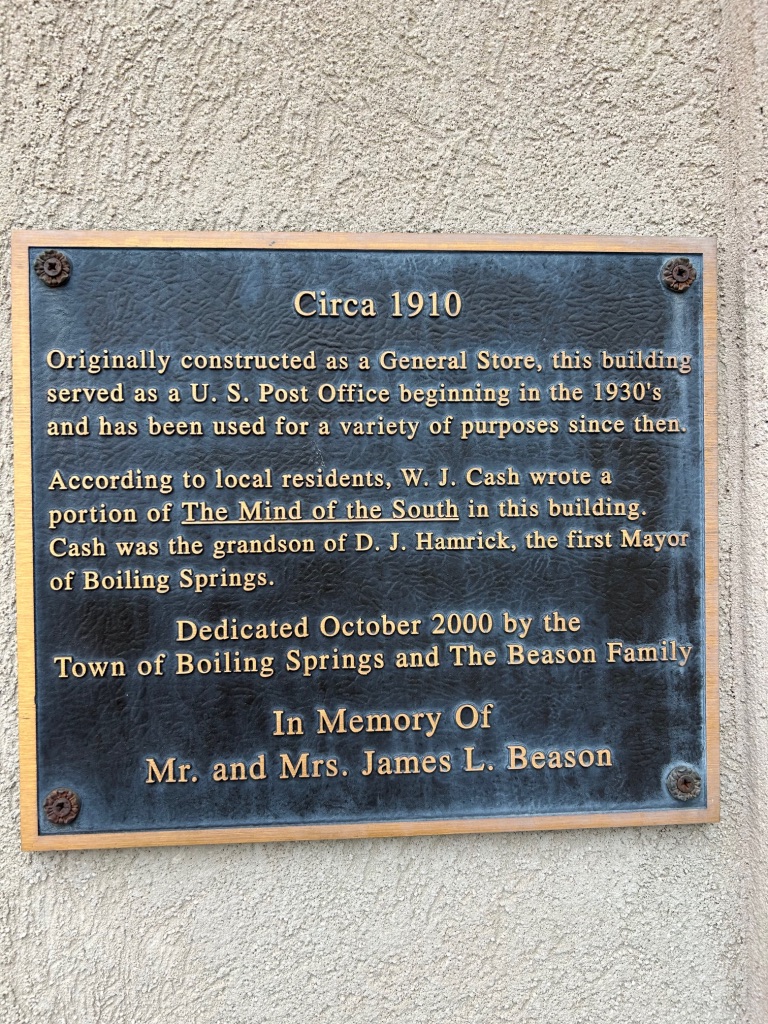 Circa 1910
Originally constructed as a General Store, this building
served as a U. S. Post Office beginning in the 1930's
and has been used for a variety of purposes since then.
According to local residents, W. J. Cash wrote a
portion of The Mind of the South in this building.
Cash was the grandson of D. J. Hamrick, the first Mayor
of Boiling Springs.
Dedicated October 2000 by the
Town of Boiling Springs and The Beason Family
In Memory Of
Mr. and Mrs. James L. Beason